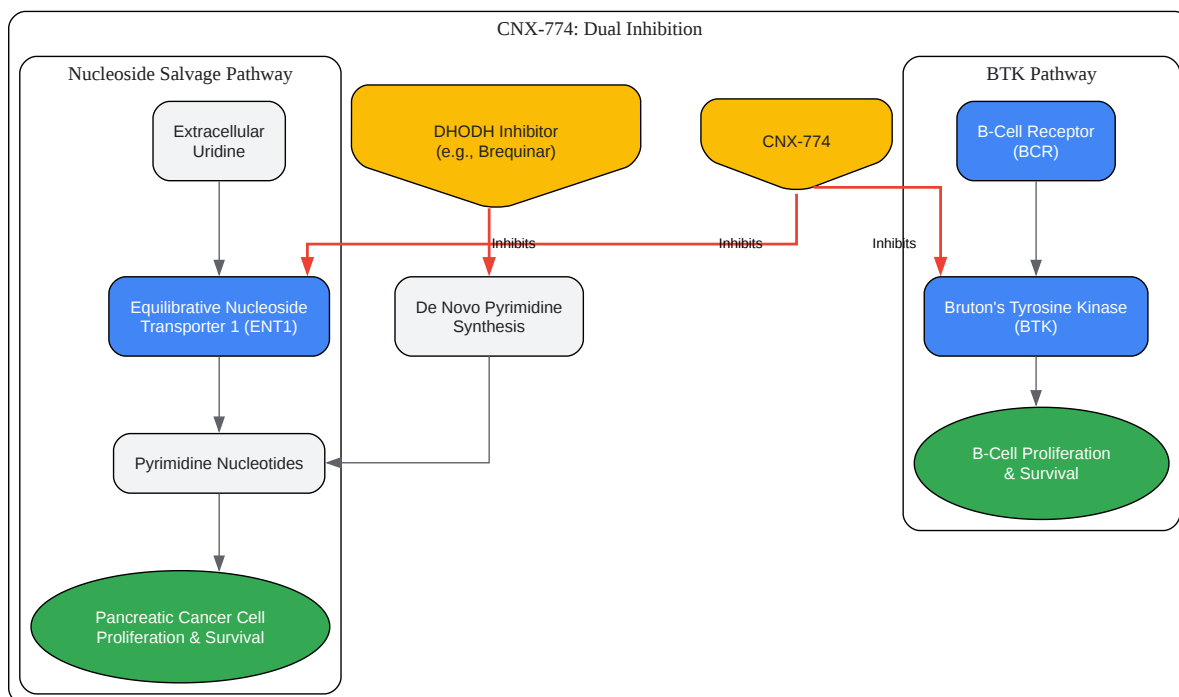 CNX-774: Dual Inhibition
Nucleoside Salvage Pathway
BTK Pathway
Extracellular
Uridine
DHODH Inhibitor
(e.g., Brequinar)
CNX-774
B-Cell Receptor
(BCR)
Inhibits
Inhibits
Inhibits
Equilibrative Nucleoside
Transporter 1 (ENT1)
De Novo Pyrimidine
Synthesis
Bruton's Tyrosine Kinase
(BTK)
Pyrimidine Nucleotides
B-Cell Proliferation
& Survival
Pancreatic Cancer Cell
Proliferation & Survival